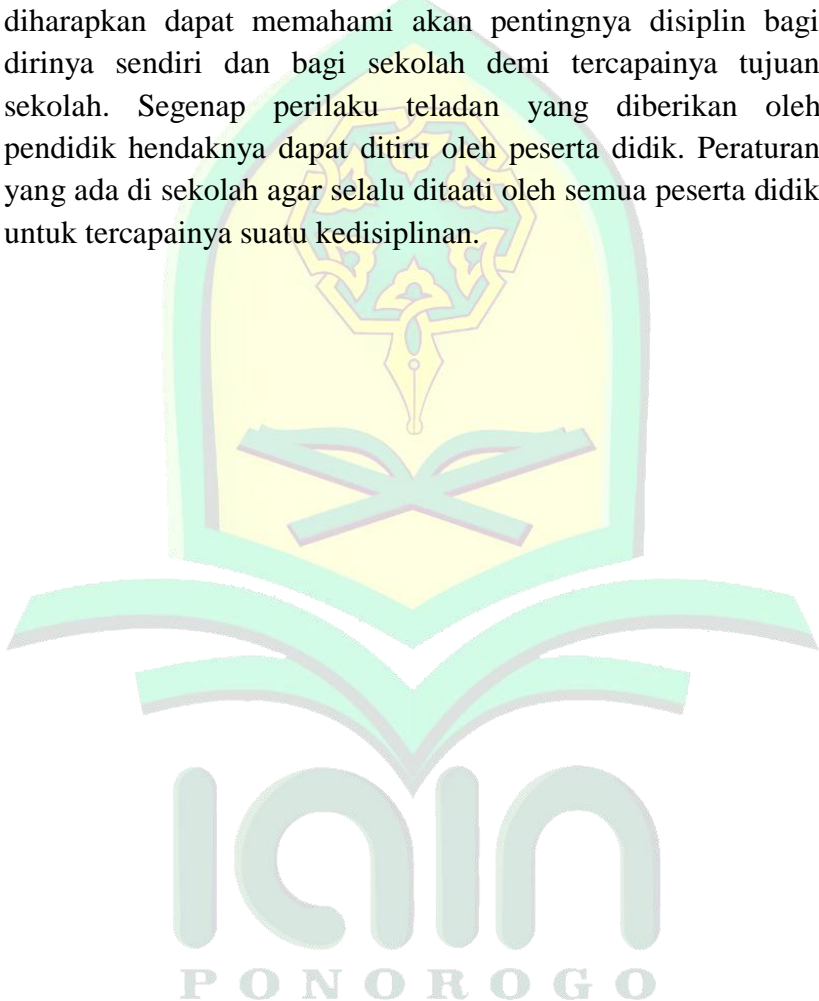 diharapkan dapat memahami akan pentingnya disiplin bagi
dirinya sendiri dan bagi sekolah demi tercapainya tujuan
sekolah. Segenap perilaku teladan yang diberikan oleh
pendidik hendaknya dapat ditiru oleh peserta didik. Peraturan
yang ada di sekolah agar selalu ditaati oleh semua peserta didik
untuk tercapainya suatu kedisiplinan.
iain
PONOROGO